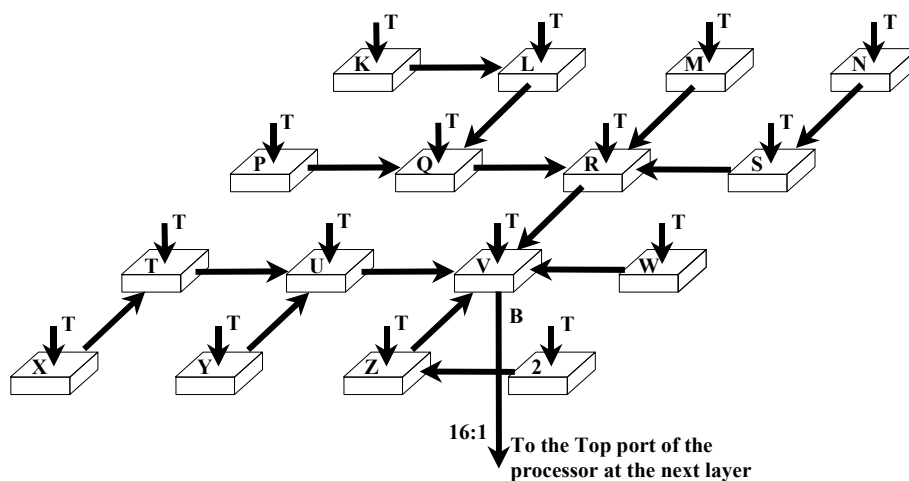 T T T T
K L M N
T T T T
P Q R S
T T T T
T U V W
B
T T T T
X Y Z 2
16:1
To the Top port of the
processor at the next layer